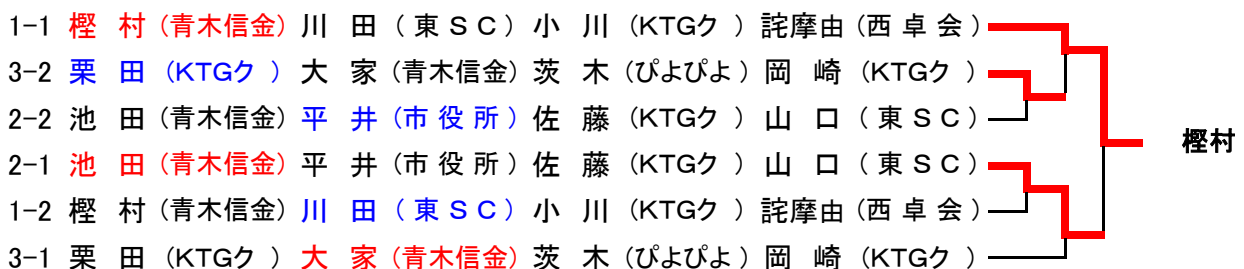 1-1 樫 村 (青木信金) 川 田 (東SC) 小 川 (KTGク) 詫摩由 (西卓会)
3-2 栗 田 (KTGク) 大 家 (青木信金) 茨 木 (ぴよぴよ) 岡 崎 (KTGク)
2-2 池 田 (青木信金) 平 井 (市役所) 佐 藤 (KTGク) 山 口 (東SC)
樫村
2-1 池 田 (青木信金) 平 井 (市役所) 佐 藤 (KTGク) 山 口 (東SC)
1-2 樫 村 (青木信金) 川 田 (東SC) 小 川 (KTGク) 詫摩由 (西卓会)
3-1 栗 田 (KTGク) 大 家 (青木信金) 茨 木 (ぴよぴよ) 岡 崎 (KTGク)